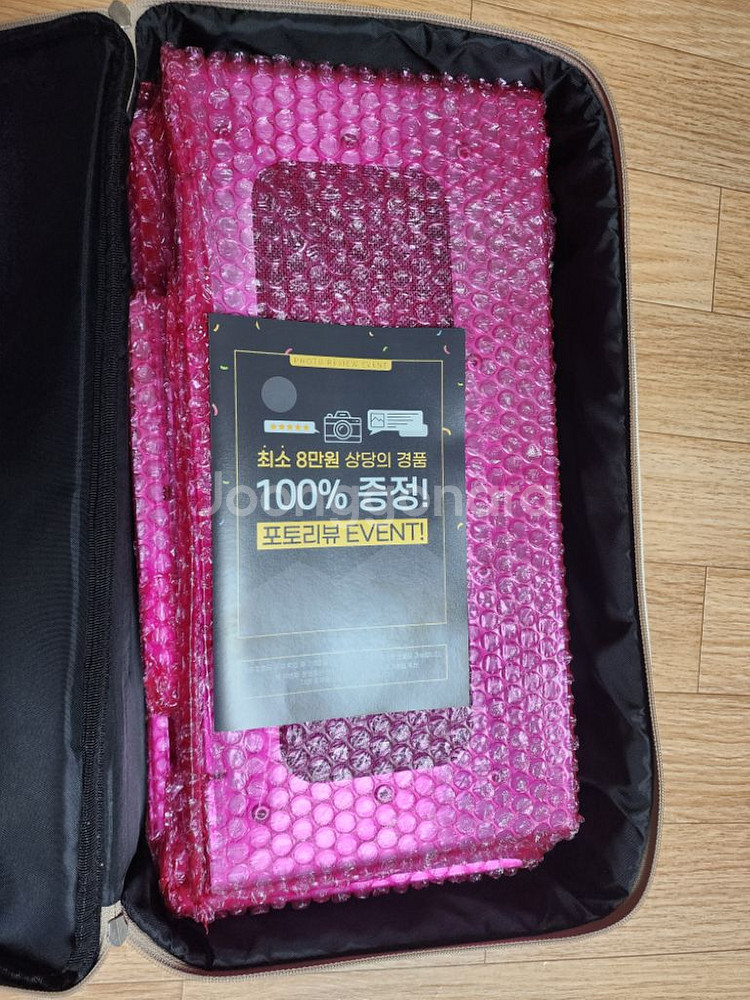 PHOTO REVIEW EVENT
최소 8만원 상당의 경품
100% 증정!
포토리뷰 EVENT!
Joonggonara